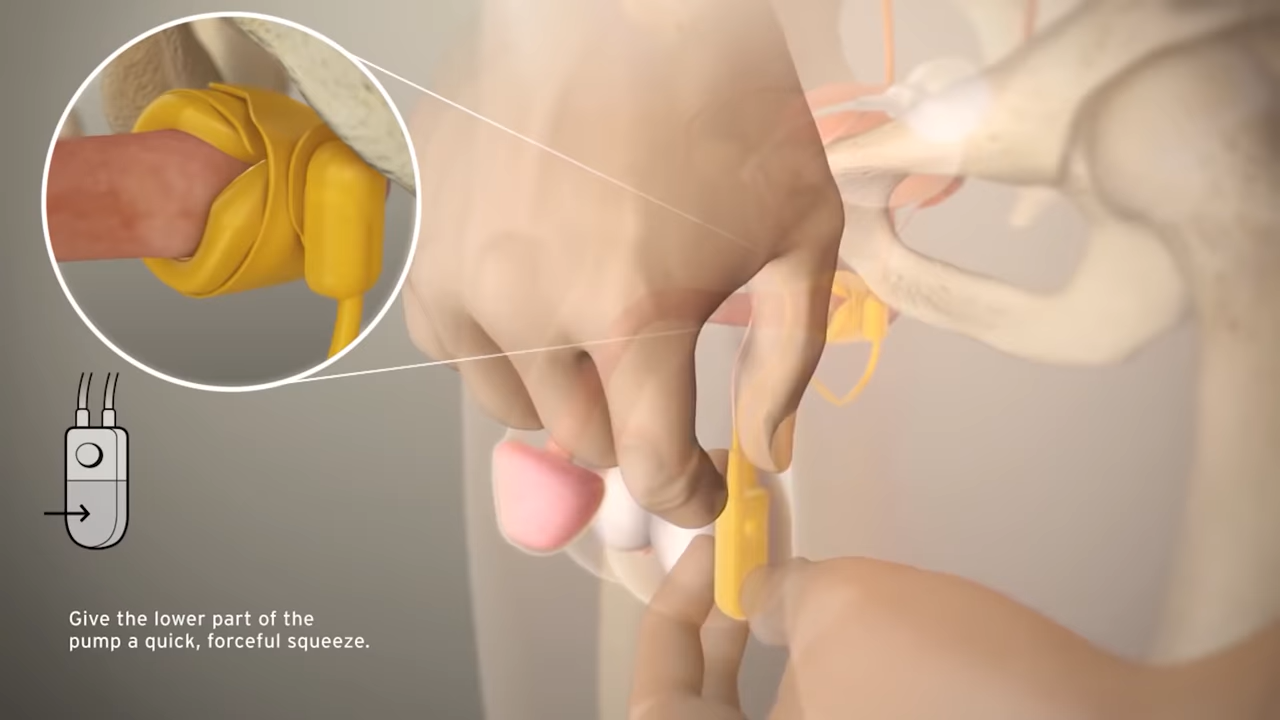 Give the lower part of the
pump a quick, forceful squeeze.